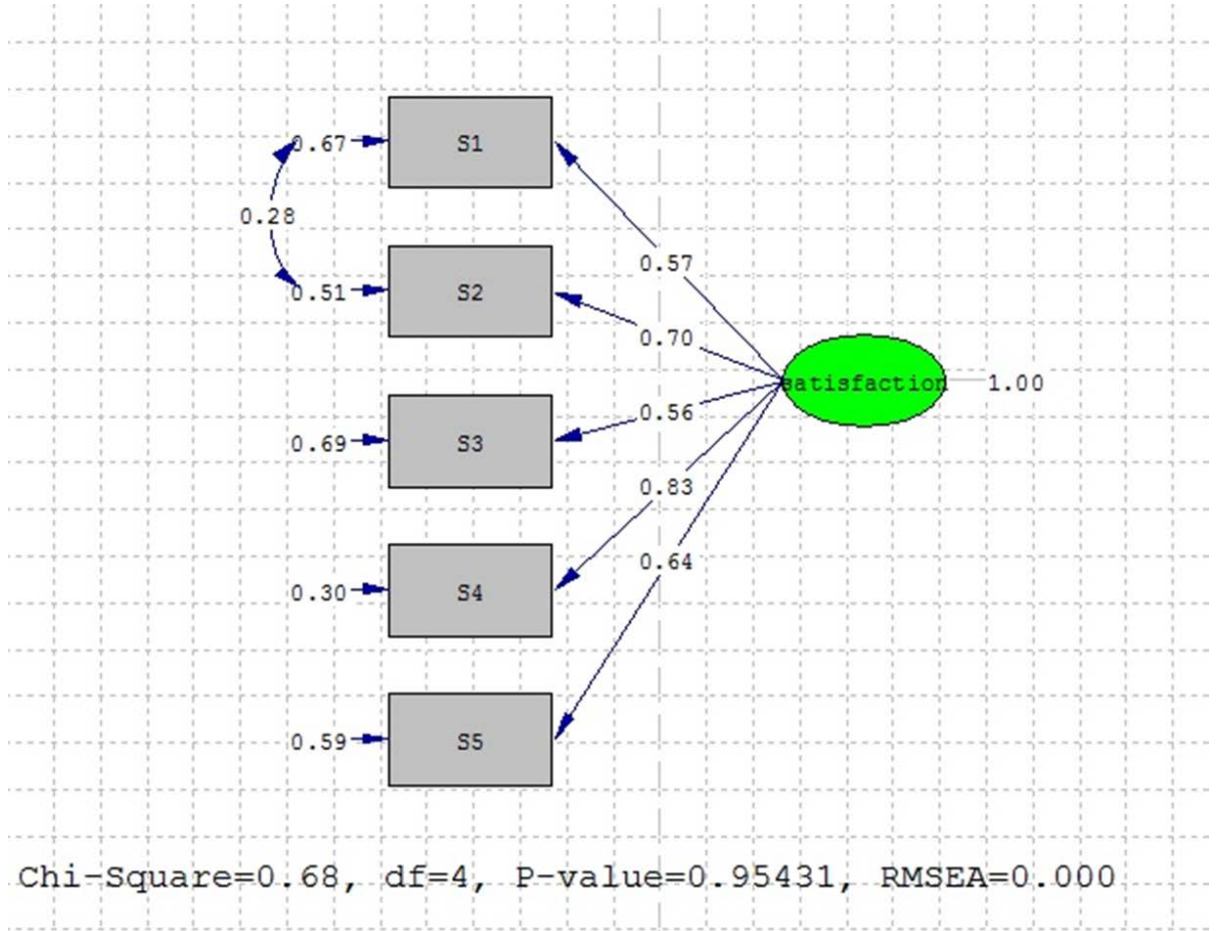 0.67
S1
0.28
0.57
0.51
S2
0.70
satisfaction
1.00
0.56
0.69
S3
0.83
0.64
0.30
S4
0.59
S5
Chi-Square=0.68, df=4, P-value=0.95431, RMSEA=0.000